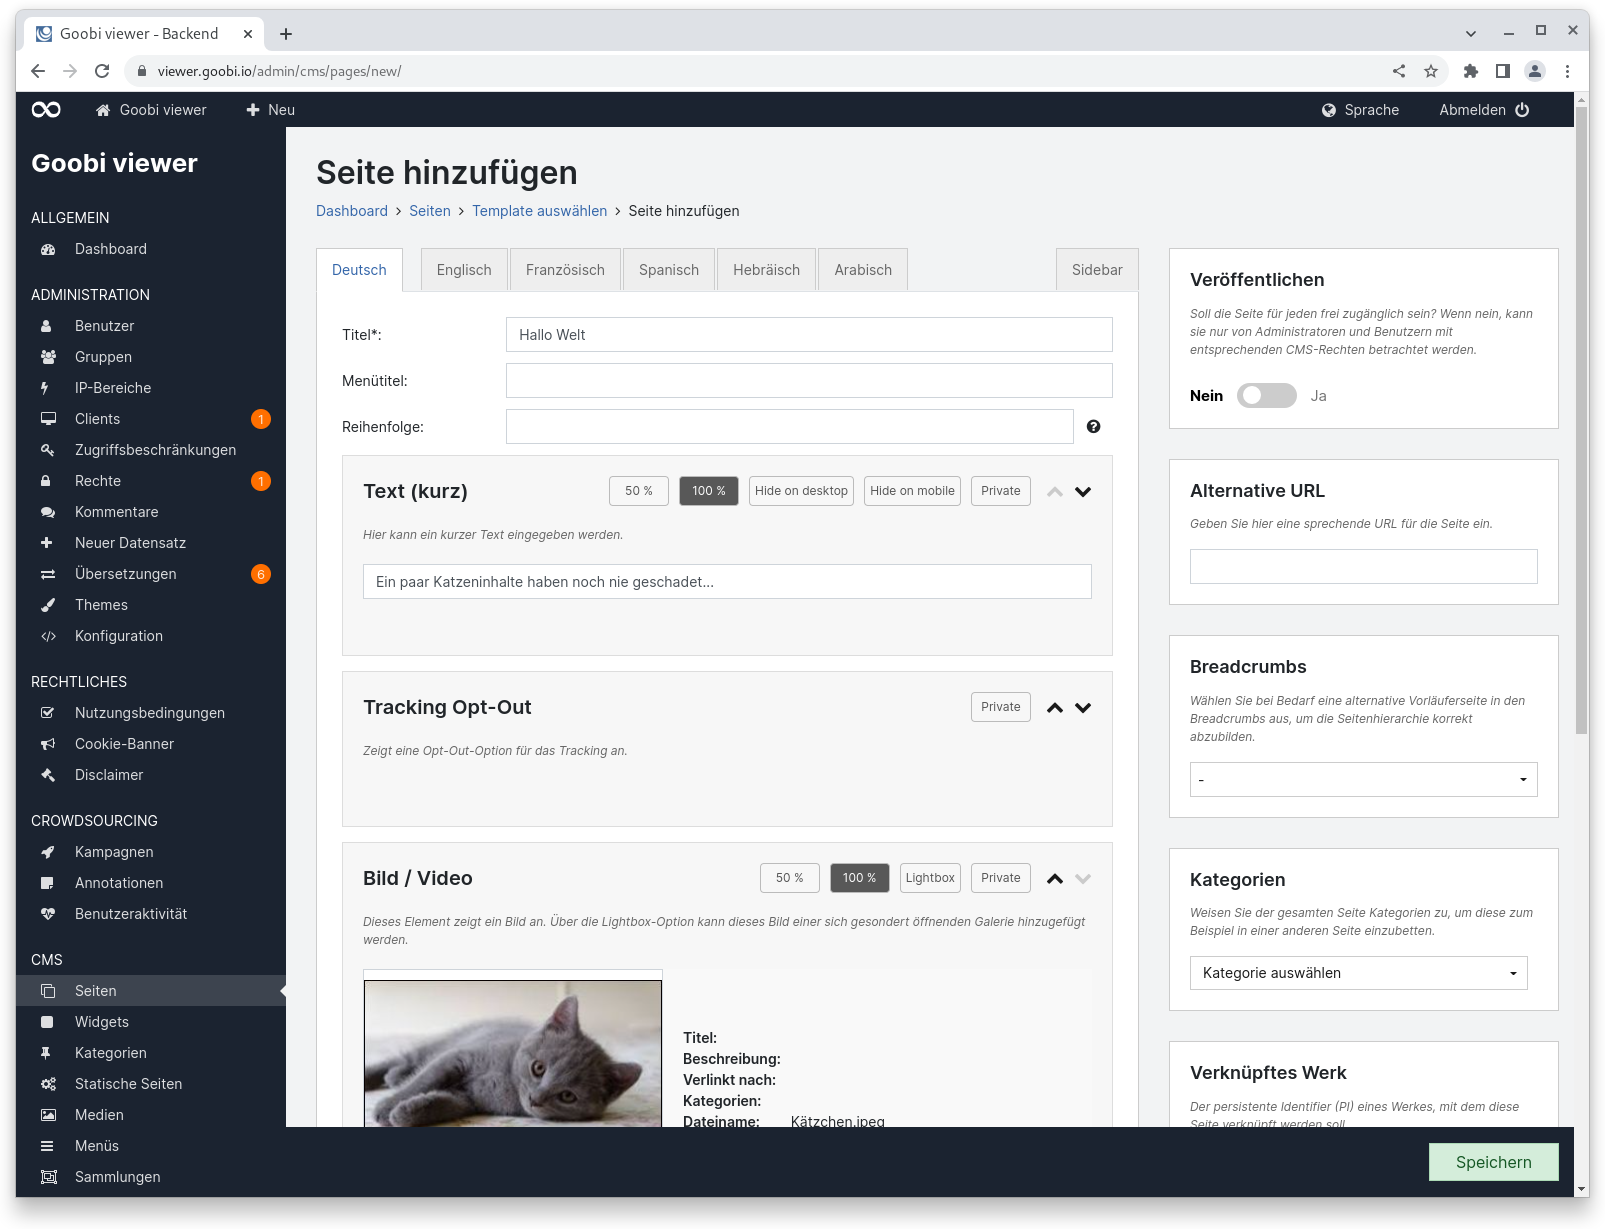 Goobi viewer - Backend
viewer.goobi.io/admin/cms/pages/new/
Goobi viewer
Neu
Sprache
Abmelden
Goobi viewer
ALLGEMEIN
Dashboard
ADMINISTRATION
Benutzer
Gruppen
IP-Bereiche
Clients 1
Zugriffsbeschränkungen
Rechte 1
Kommentare
Neuer Datensatz
Übersetzungen 6
Themes
Konfiguration
RECHTLICHES
Nutzungsbedingungen
Cookie-Banner
Disclaimer
CROWDSOURCING
Kampagnen
Annotationen
Benutzeraktivität
CMS
Seiten
Widgets
Kategorien
Statische Seiten
Medien
Menüs
Sammlungen
Seite hinzufügen
Dashboard > Seiten > Template auswählen > Seite hinzufügen
Deutsch Englisch Französisch Spanisch Hebräisch Arabisch Sidebar
Titel*: Hallo Welt
Menütitel:
Reihenfolge:
Text (kurz) 50 % 100 % Hide on desktop Hide on mobile Private
Hier kann ein kurzer Text eingegeben werden.
Ein paar Katzeninhalte haben noch nie geschadet...
Tracking Opt-Out Private
Zeigt eine Opt-Out-Option für das Tracking an.
Bild / Video 50 % 100 % Lightbox Private
Dieses Element zeigt ein Bild an. Über die Lightbox-Option kann dieses Bild einer sich gesondert öffnenden Galerie hinzugefügt
werden.
Titel:
Beschreibung:
Verlinkt nach:
Kategorien:
Dateiname: Kätzchen.jpeg
Veröffentlichen
Soll die Seite für jeden frei zugänglich sein? Wenn nein, kann
sie nur von Administratoren und Benutzern mit
entsprechenden CMS-Rechten betrachtet werden.
Nein Ja
Alternative URL
Geben Sie hier eine sprechende URL für die Seite ein.
Breadcrumbs
Wählen Sie bei Bedarf eine alternative Vorläuferseite in den
Breadcrumbs aus, um die Seitenhierarchie korrekt
abzubilden.
-
Kategorien
Weisen Sie der gesamten Seite Kategorien zu, um diese zum
Beispiel in einer anderen Seite einzubetten.
Kategorie auswählen
Verknüpftes Werk
Der persistente Identifier (PI) eines Werkes, mit dem diese
Seite verknüpft werden soll
Speichern